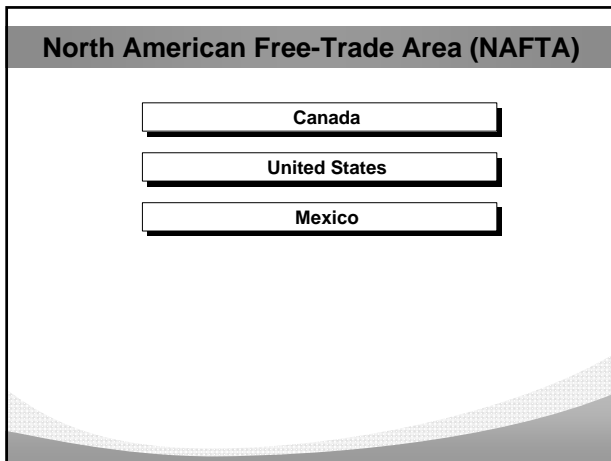 North American Free-Trade Area (NAFTA)
Canada
United States
Mexico